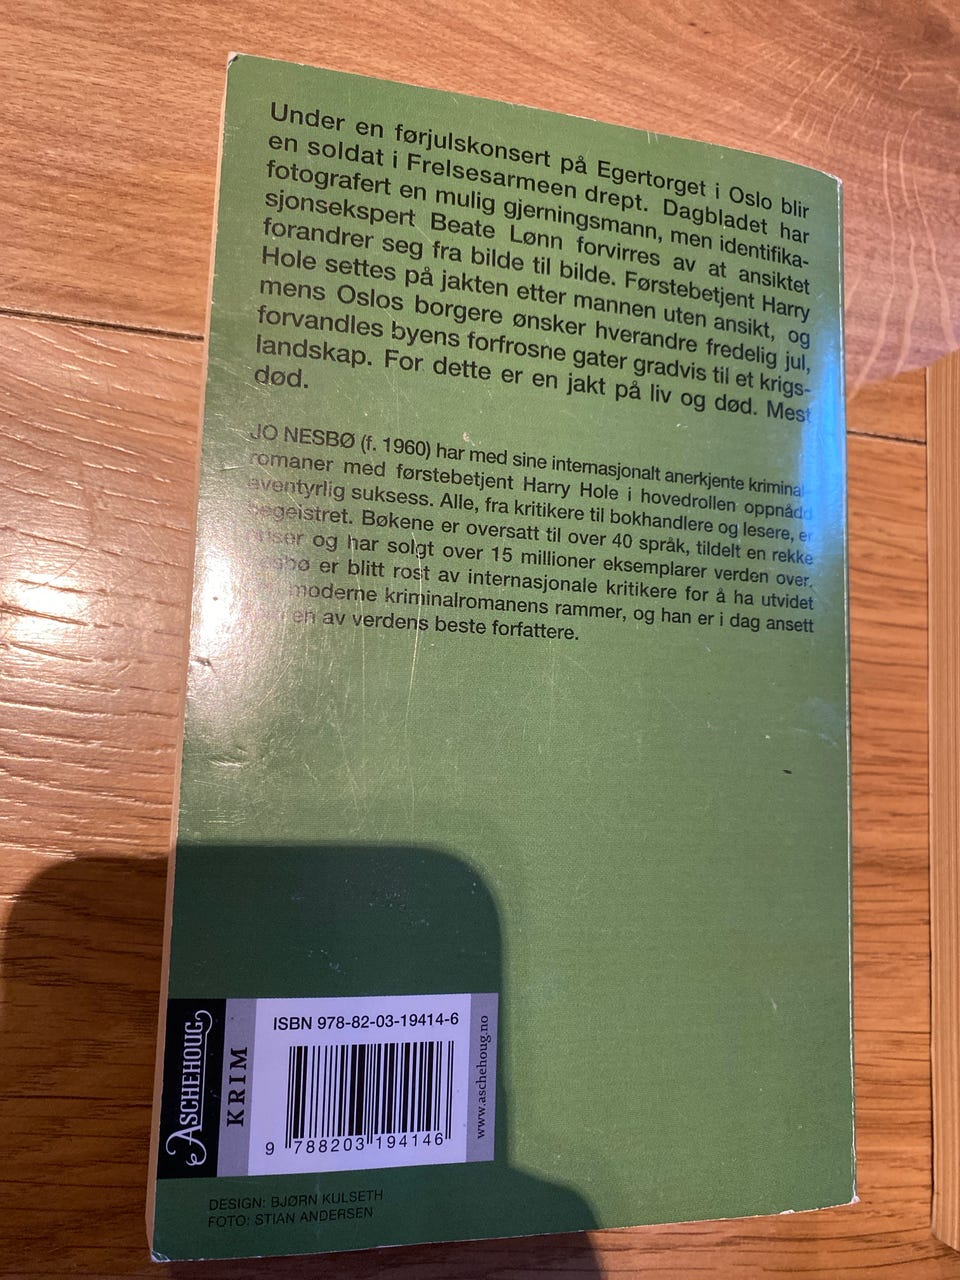 Under en førjulskonsert på Egertorget i Oslo blir
en soldat i Frelsesarmeen drept. Dagbladet har
fotografert en mulig gjerningsmann, men identifika-
sjonsekspert Beate Lønn forvirres av at ansiktet
forandrer seg fra bilde til bilde. Førstebetjent Harry
Hole settes på jakten etter mannen uten ansikt, og
mens Oslos borgere ønsker hverandre fredelig jul,
forvandles byens forfrosne gater gradvis til et krigs-
landskap. For dette er en jakt på liv og død. Mest
død.
JO NESBØ (f. 1960) har med sine internasjonalt anerkjente kriminal-
romaner med førstebetjent Harry Hole i hovedrollen oppnådd
eventyrlig suksess. Alle, fra kritikere til bokhandlere og lesere, er
begeistret. Bøkene er oversatt til over 40 språk, tildelt en rekke
priser og har solgt over 15 millioner eksemplarer verden over.
Nesbø er blitt rost av internasjonale kritikere for å ha utvidet
moderne kriminalromanens rammer, og han er i dag ansett
en av verdens beste forfattere.
ASCHEHOUG
KRIM
ISBN 978-82-03-19414-6
9 788203 194146
www.aschehoug.no
DESIGN: BJØRN KULSETH
FOTO: STIAN ANDERSEN